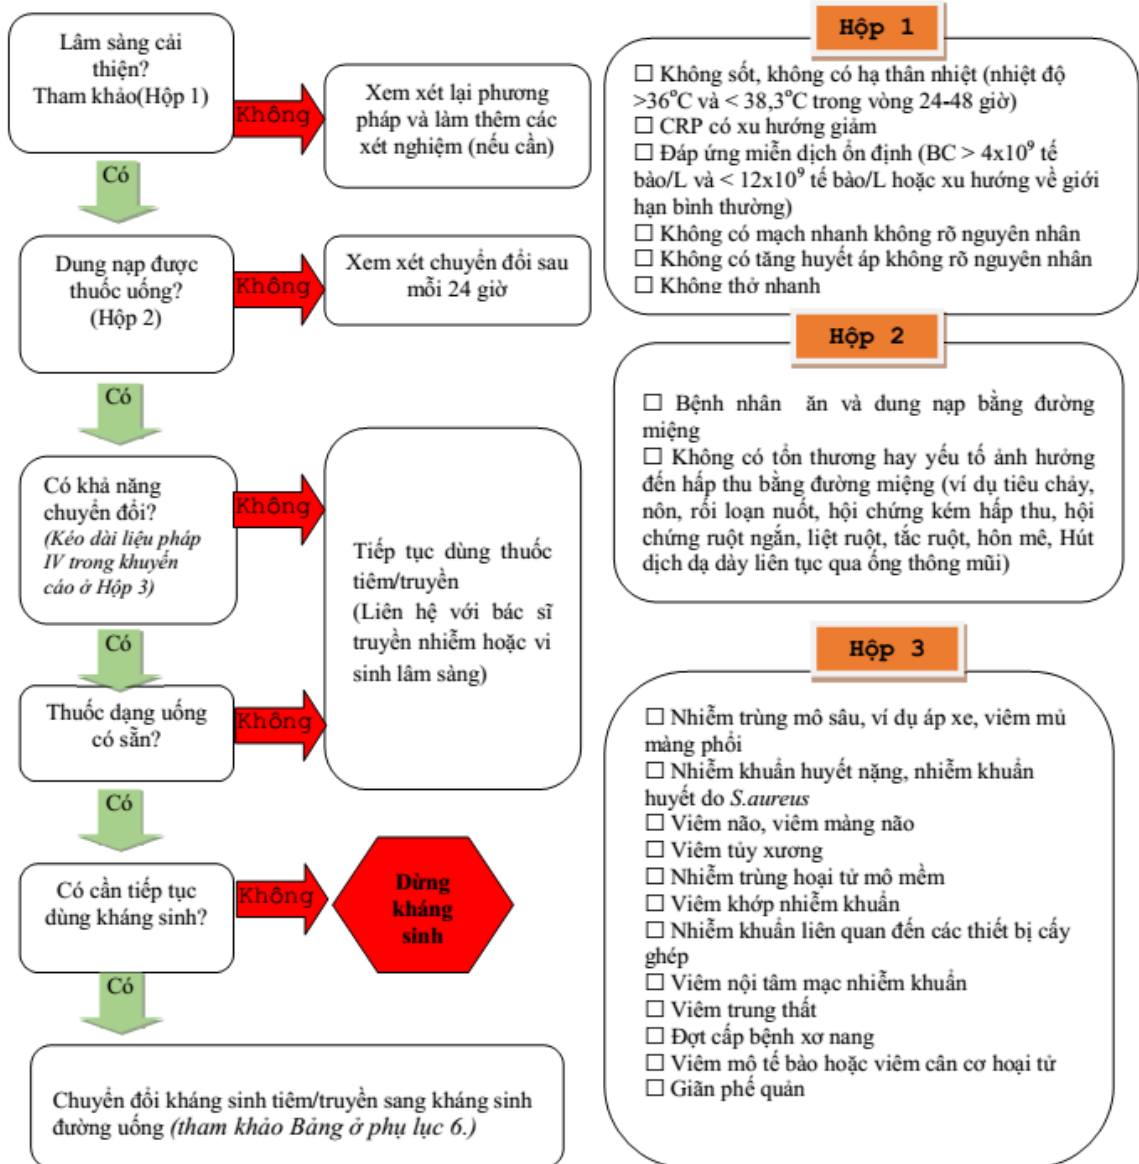 Lâm sàng cải
thiện?
Tham khảo(Hộp 1)
Không
Xem xét lại phương
pháp và làm thêm các
xét nghiệm (nếu cần)
Có
Dung nạp được
thuốc uống?
(Hộp 2)
Không
Xem xét chuyển đổi sau
mỗi 24 giờ
Có
Có khả năng
chuyển đổi?
(Kéo dài liệu pháp
IV trong khuyến
cáo ở Hộp 3)
Không
Tiếp tục dùng thuốc
tiêm/truyền
(Liên hệ với bác sĩ
truyền nhiễm hoặc vi
sinh lâm sàng)
Có
Thuốc dạng uống
có sẵn?
Không
Có
Có cần tiếp tục
dùng kháng sinh?
Không
Dừng
kháng
sinh
Có
Chuyển đổi kháng sinh tiêm/truyền sang kháng sinh
đường uống (tham khảo Bảng ở phụ lục 6.)
Hộp 1
☐ Không sốt, không có hạ thân nhiệt (nhiệt độ
>36°C và < 38,3°C trong vòng 24-48 giờ)
☐ CRP có xu hướng giảm
☐ Đáp ứng miễn dịch ổn định (BC > 4x10⁹ tế
bào/L và < 12x10⁹ tế bào/L hoặc xu hướng về giới
hạn bình thường)
☐ Không có mạch nhanh không rõ nguyên nhân
☐ Không có tăng huyết áp không rõ nguyên nhân
☐ Không thở nhanh
Hộp 2
☐ Bệnh nhân ăn và dung nạp bằng đường
miệng
☐ Không có tổn thương hay yếu tố ảnh hưởng
đến hấp thu bằng đường miệng (ví dụ tiêu chảy,
nôn, rối loạn nuốt, hội chứng kém hấp thu, hội
chứng ruột ngắn, liệt ruột, tắc ruột, hôn mê, Hút
dịch dạ dầy liên tục qua ống thông mũi)
Hộp 3
☐ Nhiễm trùng mô sâu, ví dụ áp xe, viêm mủ
màng phổi
☐ Nhiễm khuẩn huyết nặng, nhiễm khuẩn
huyết do S.aureus
☐ Viêm não, viêm màng não
☐ Viêm tủy xương
☐ Nhiễm trùng hoại tử mô mềm
☐ Viêm khớp nhiễm khuẩn
☐ Nhiễm khuẩn liên quan đến các thiết bị cấy
ghép
☐ Viêm nội tâm mạc nhiễm khuẩn
☐ Viêm trung thất
☐ Đợt cấp bệnh xơ nang
☐ Viêm mô tế bào hoặc viêm cân cơ hoại tử
☐ Giãn phế quản